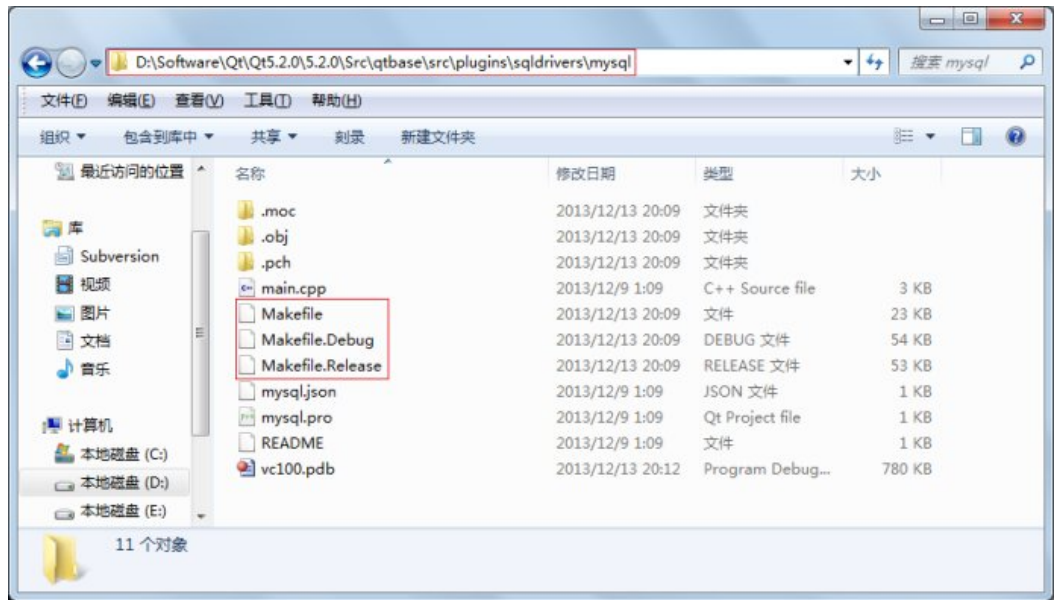 D:\Software\Qt\Qt5.2.0\5.2.0\Src\qtbase\src\plugins\sqldrivers\mysql
搜索 mysql
文件(F) 编辑(E) 查看(V) 工具(T) 帮助(H)
组织 包含到库中 共享 刻录 新建文件夹
最近访问的位置
库
Subversion
视频
图片
文档
音乐
计算机
本地磁盘 (C:)
本地磁盘 (D:)
本地磁盘 (E:)
名称 修改日期 类型 大小
.moc 2013/12/13 20:09 文件夹
.obj 2013/12/13 20:09 文件夹
.pch 2013/12/13 20:09 文件夹
main.cpp 2013/12/9 1:09 C++ Source file 3 KB
Makefile 2013/12/13 20:09 文件 23 KB
Makefile.Debug 2013/12/13 20:09 DEBUG 文件 54 KB
Makefile.Release 2013/12/13 20:09 RELEASE 文件 53 KB
mysql.json 2013/12/9 1:09 JSON 文件 1 KB
mysql.pro 2013/12/9 1:09 Qt Project file 1 KB
README 2013/12/9 1:09 文件 1 KB
vc100.pdb 2013/12/13 20:12 Program Debug... 780 KB
11 个对象